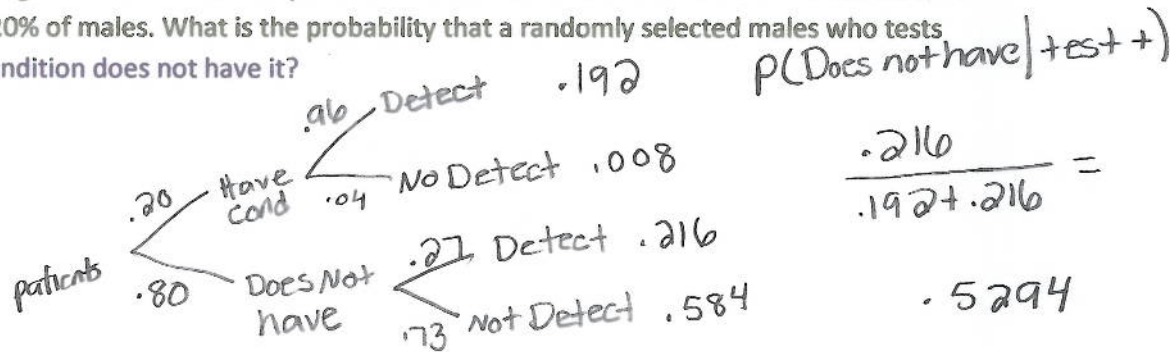 0% of males. What is the probability that a randomly selected males who tests
ndition does not have it?
P(Does not have | test +)
.96 Detect .192
.20 Have Cond .04 No Detect .008
.216 / .192 + .216 =
patients
.80 Does Not have .27 Detect .216
.73 Not Detect .584
.5294